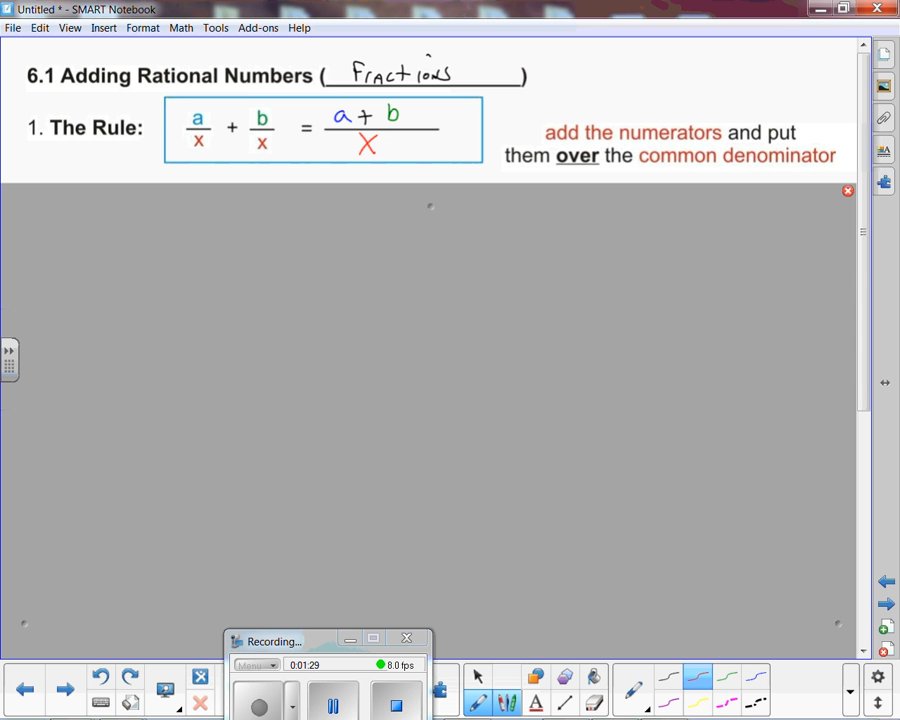 Untitled * - SMART Notebook
File Edit View Insert Format Math Tools Add-ons Help
6.1 Adding Rational Numbers ( Fractions )
1. The Rule: a/x + b/x = a + b/x
add the numerators and put
them over the common denominator
Recording...
Menu 0:01:29 8.0 fps
A